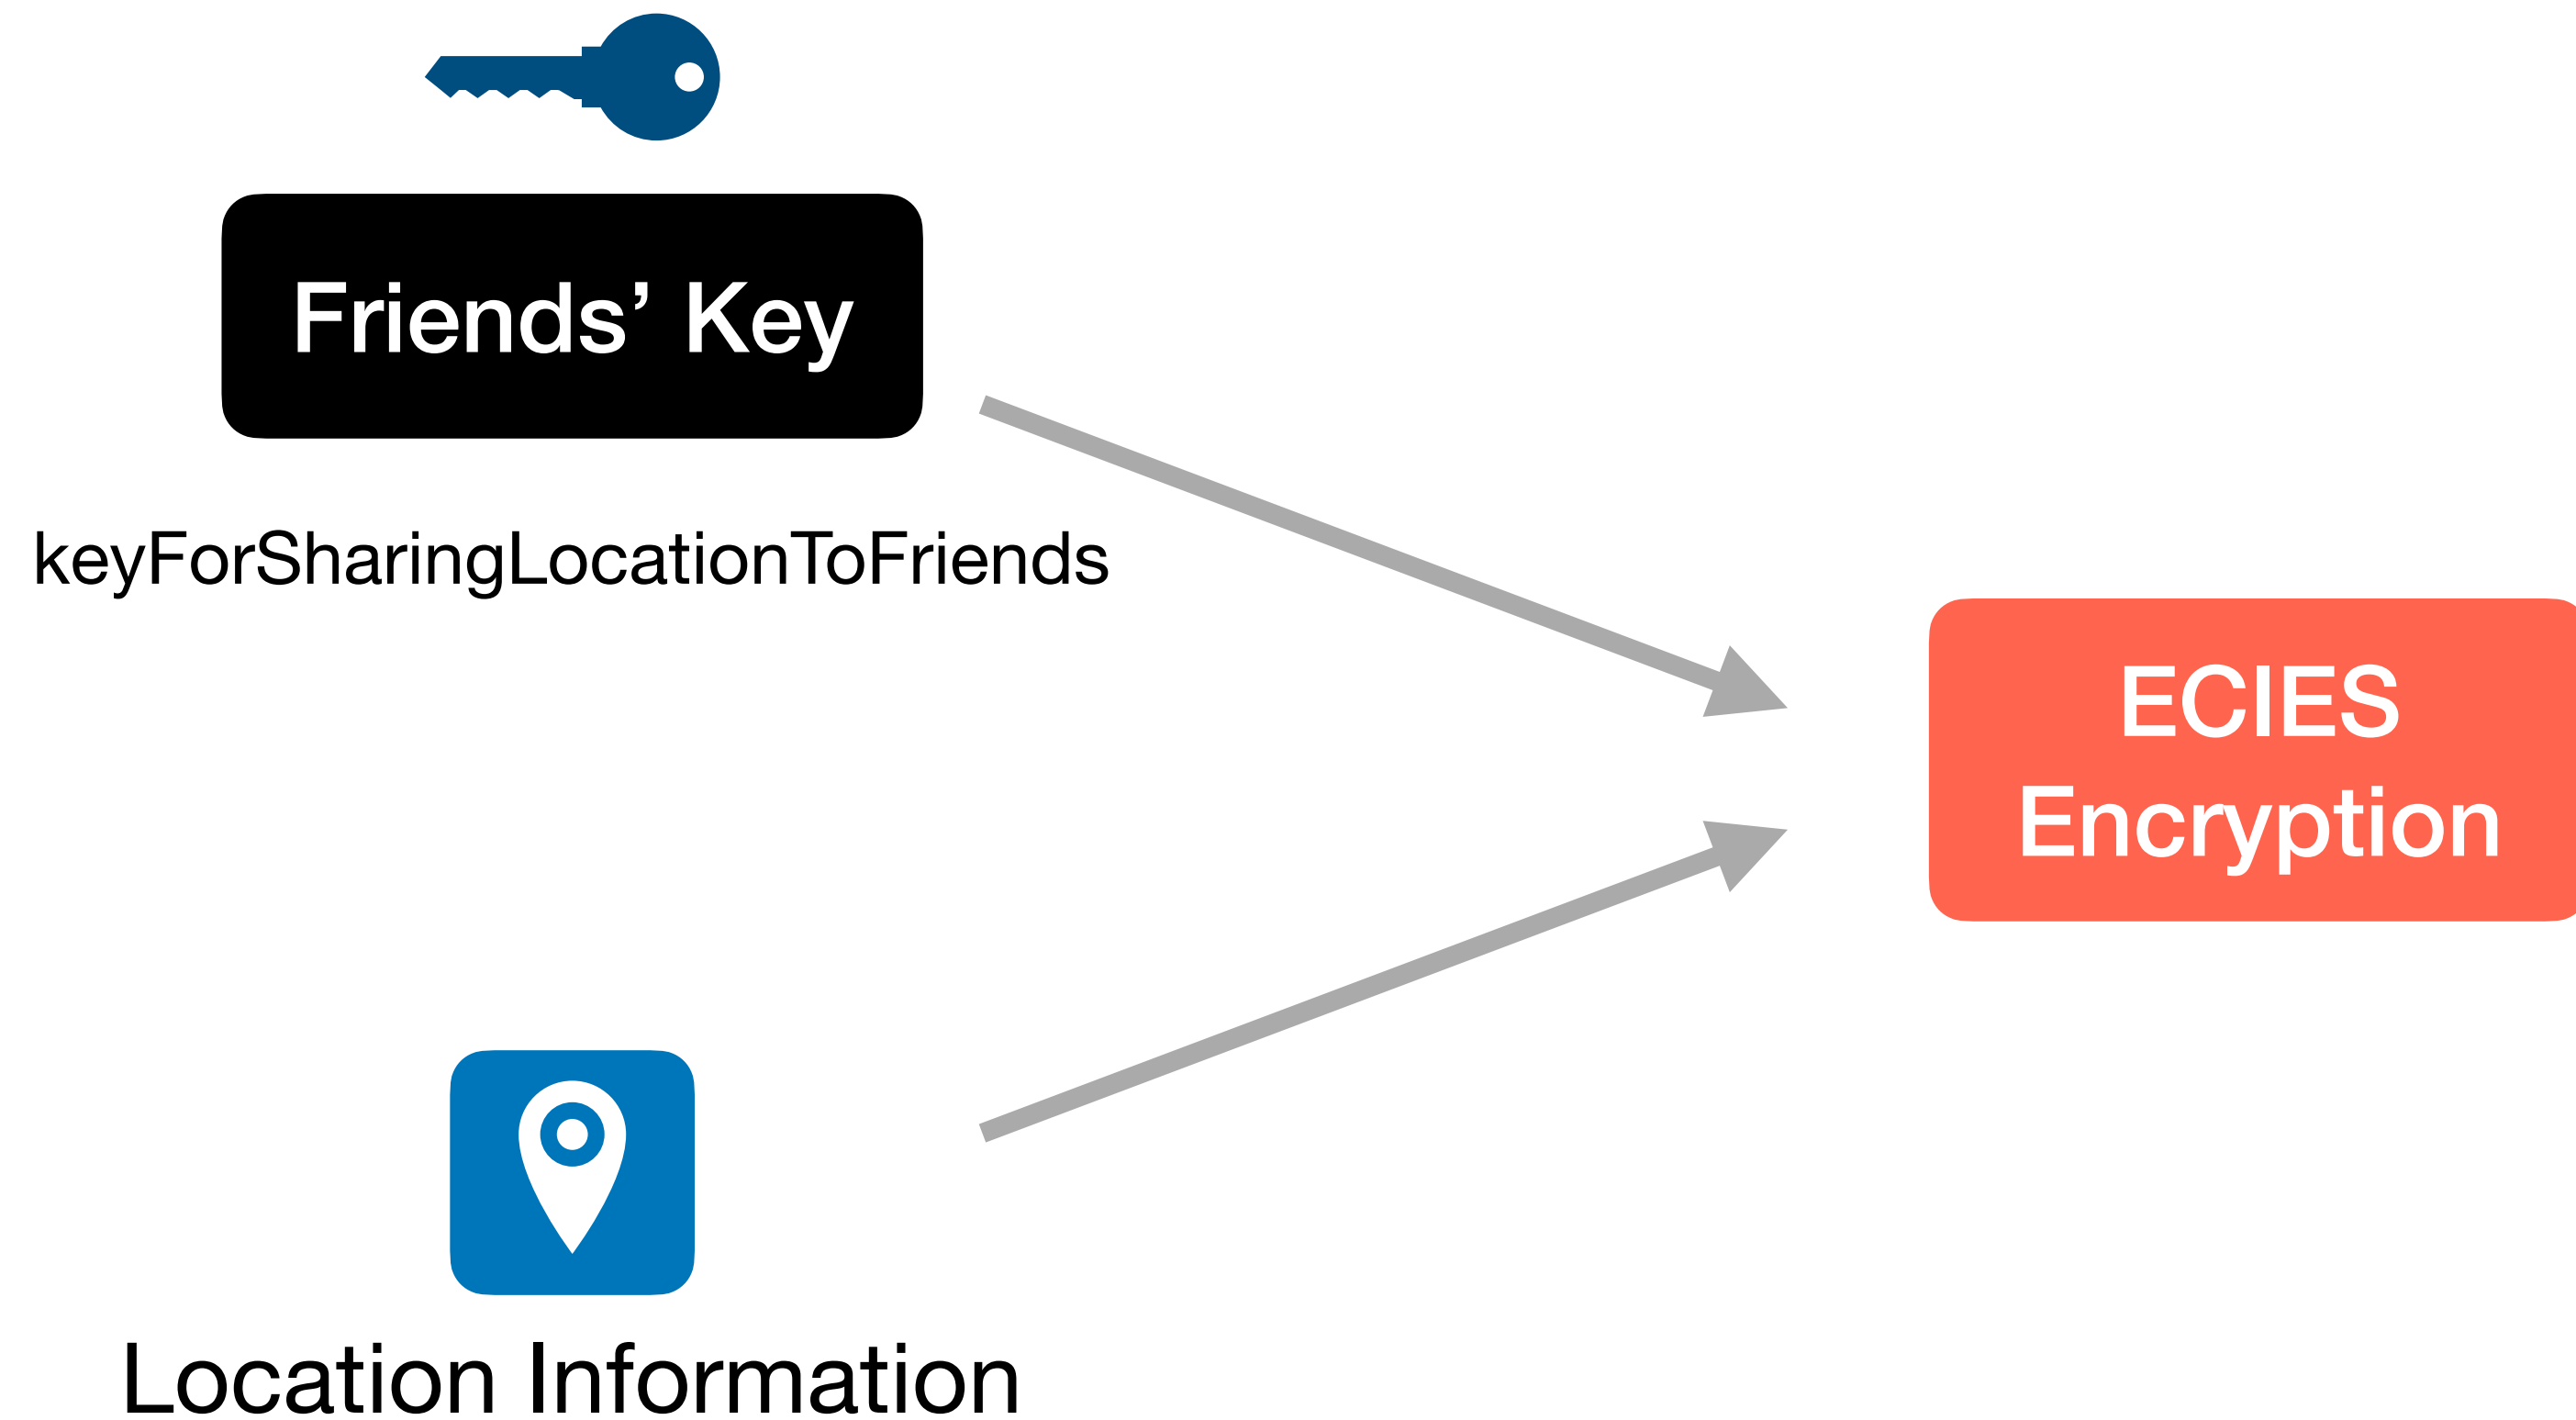 Friends’ Key
keyForSharingLocationToFriends
ECIES
Encryption
Location Information